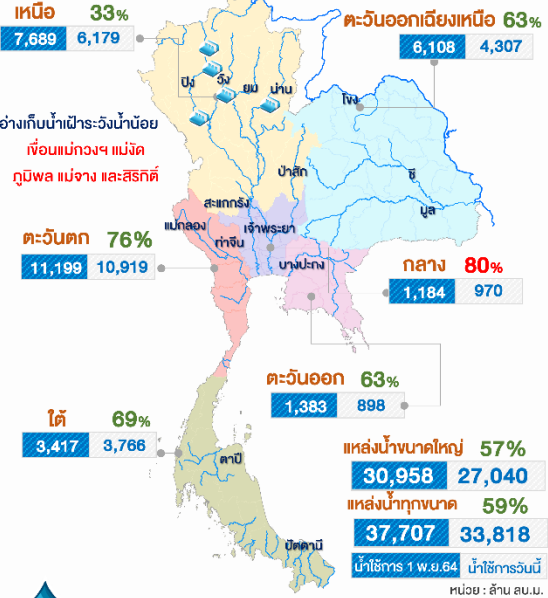 เหนือ 33%
7,689 6,179
ตะวันออกเฉียงเหนือ 63%
6,108 4,307
ปิง
วัง
ยม
น่าน
โขง
อ่างเก็บน้ำเฝ้าระวังน้ำน้อย
เขื่อนแม่กวงฯ แม่งัด
ภูมิพล แม่จาง และสิริกิติ์
ป่าสัก
ชี
มูล
สะแกกรัง
แม่กลอง
ท่าจีน
เจ้าพระยา
บางปะกง
ตะวันตก 76%
11,199 10,919
กลาง 80%
1,184 970
ตะวันออก 63%
1,383 898
ใต้ 69%
3,417 3,766
ตาปี
ปัตตานี
แหล่งน้ำขนาดใหญ่ 57%
30,958 27,040
แหล่งน้ำทุกขนาด 59%
37,707 33,818
น้ำใช้การ 1 พ.ย.64 น้ำใช้การวันนี้
หน่วย : ล้าน ลบ.ม.